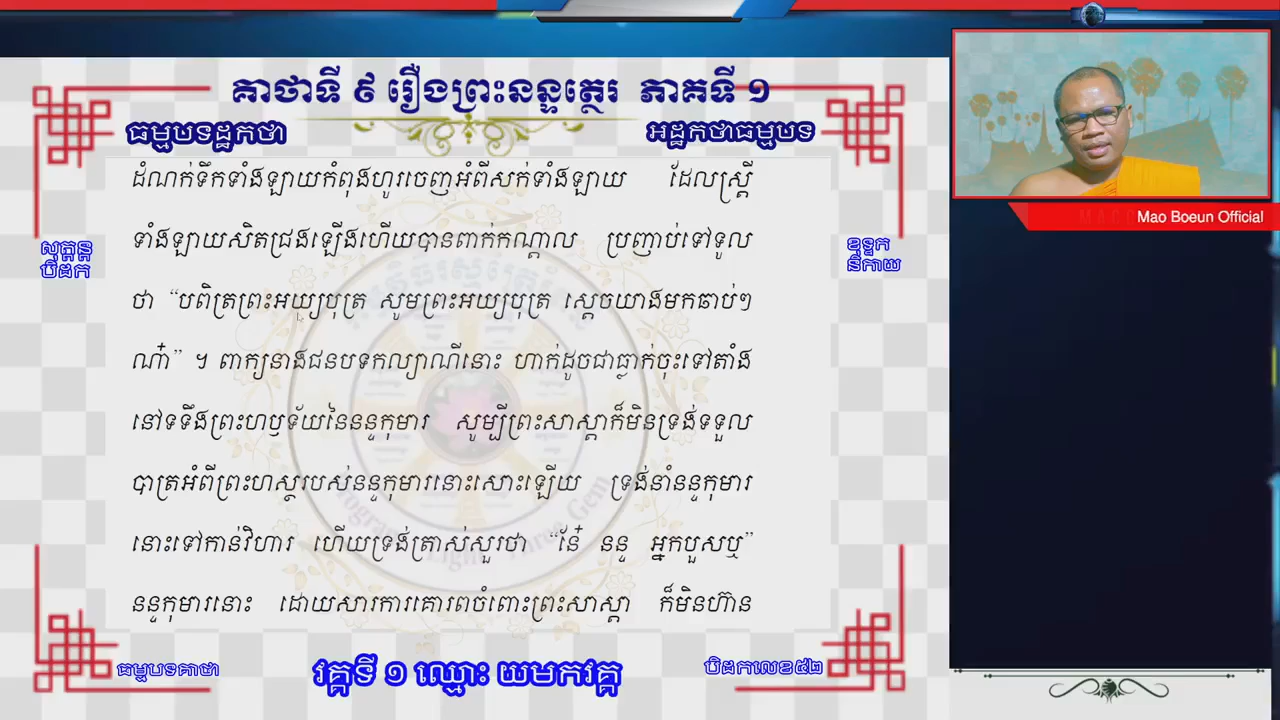 គាថាទី ៩ រឿងព្រះនន្ទត្ថេរ ភាគទី ១
ធម្មបទដ្ឋកថា
អដ្ឋកថាធម្មបទ
Mao Boeun Official
ដំណក់ទឹកទាំងឡាយកំពុងហូរចេញអំពីសក់ទាំងឡាយ ដែលស្ត្រី
ទាំងឡាយសិតជ្រងឡើងហើយបានពាក់កណ្តាល ប្រញាប់ទៅទូល
ថា “បពិត្រព្រះអយ្យបុត្រ សូមព្រះអយ្យបុត្រ ស្តេចយាងមកឆាប់ៗ
ណ៎ា” ។ ពាក្យនាងជនបទកល្យាណីនោះ ហាក់ដូចជាធ្លាក់ចុះទៅតាំង
នៅទទឹងព្រះហឫទ័យនៃនន្ទកុមារ សូម្បីព្រះសាស្តាក៏មិនទ្រង់ទទួល
បាត្រអំពីព្រះហស្ថរបស់នន្ទកុមារនោះសោះឡើយ ទ្រង់នាំនន្ទកុមារ
នោះទៅកាន់វិហារ ហើយទ្រង់ត្រាស់សួរថា “នែ៎ នន្ទ អ្នកបួសឬ”
នន្ទកុមារនោះ ដោយសារការគោរពចំពោះព្រះសាស្តា ក៏មិនហ៊ាន
សុត្តន្ត
បិដក
ខុទ្ទក
និកាយ
ធម្មបទគាថា
វគ្គទី ១ ឈ្មោះ យមកវគ្គ
បិដកលេខ៥២